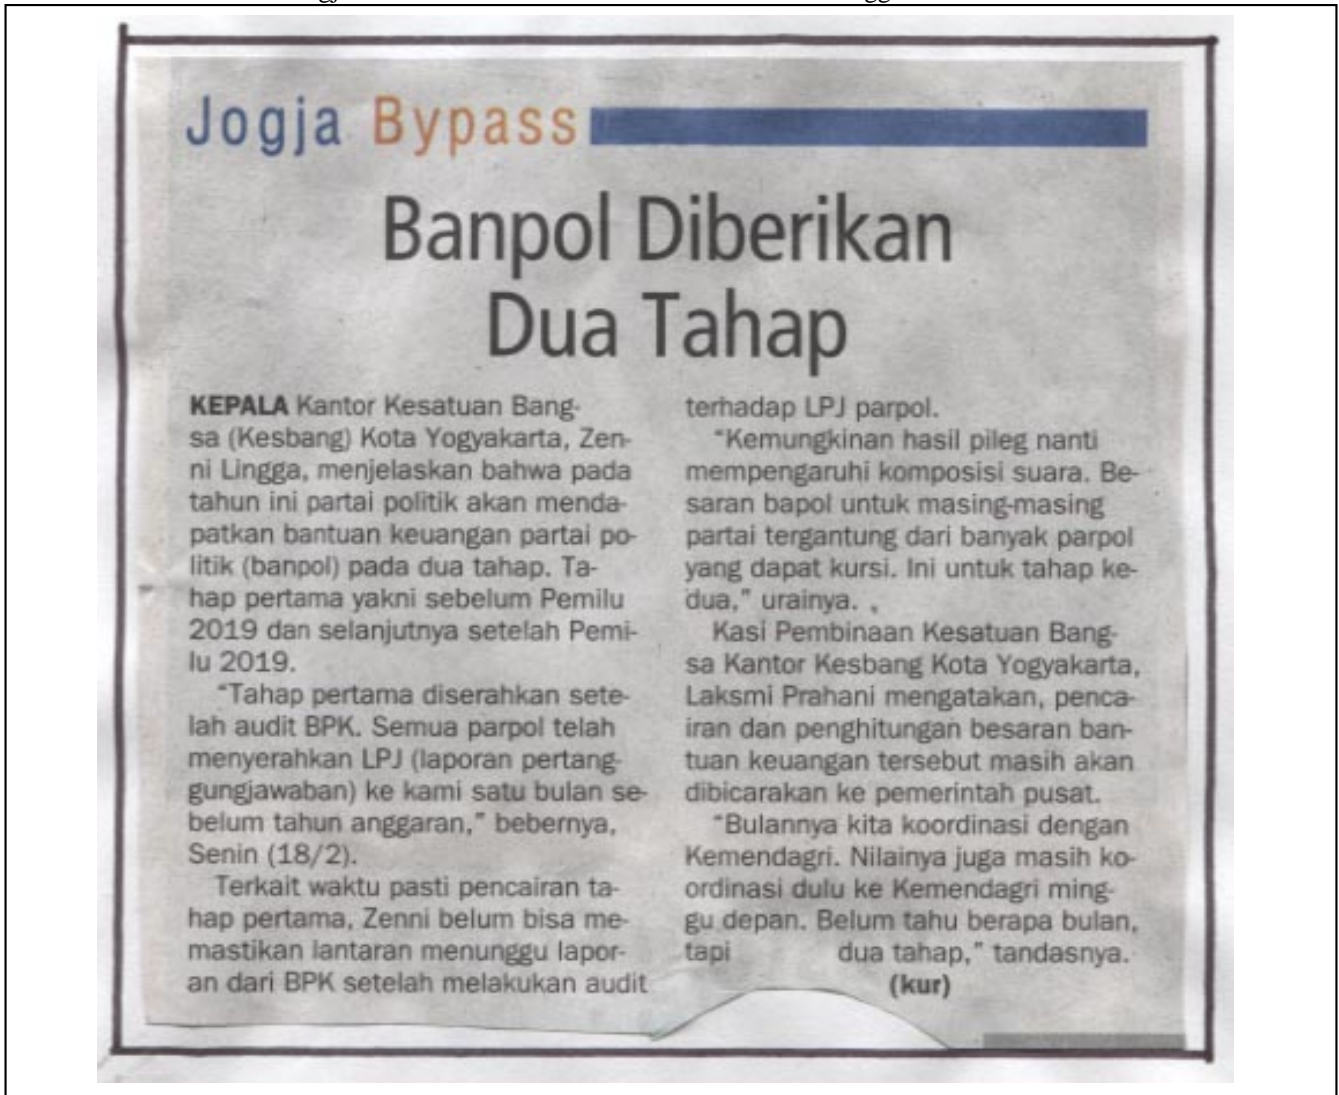 Jogja Bypass
Banpol Diberikan
Dua Tahap
KEPALA Kantor Kesatuan Bang-
sa (Kesbang) Kota Yogyakarta, Zen-
ni Lingga, menjelaskan bahwa pada
tahun ini partai politik akan menda-
patkan bantuan keuangan partai po-
litik (banpol) pada dua tahap. Ta-
hap pertama yakni sebelum Pemilu
2019 dan selanjutnya setelah Pemi-
lu 2019.
"Tahap pertama diserahkan sete-
lah audit BPK. Semua parpol telah
menyerahkan LPJ (laporan pertang-
gungjawaban) ke kami satu bulan se-
belum tahun anggaran," bebernya,
Senin (18/2).
Terkait waktu pasti pencairan ta-
hap pertama, Zenni belum bisa me-
mastikan lantaran menunggu lapor-
an dari BPK setelah melakukan audit
terhadap LPJ parpol.
"Kemungkinan hasil pileg nanti
mempengaruhi komposisi suara. Be-
saran bapol untuk masing-masing
partai tergantung dari banyak parpol
yang dapat kursi. Ini untuk tahap ke-
dua," urainya.
Kasi Pembinaan Kesatuan Bang-
sa Kantor Kesbang Kota Yogyakarta,
Laksmi Prahani mengatakan, penca-
iran dan penghitungan besaran ban-
tuan keuangan tersebut masih akan
dibicarakan ke pemerintah pusat.
"Bulannya kita koordinasi dengan
Kemendagri. Nilainya juga masih ko-
ordinasi dulu ke Kemendagri ming-
gu depan. Belum tahu berapa bulan,
tapi dua tahap," tandasnya.
(kur)